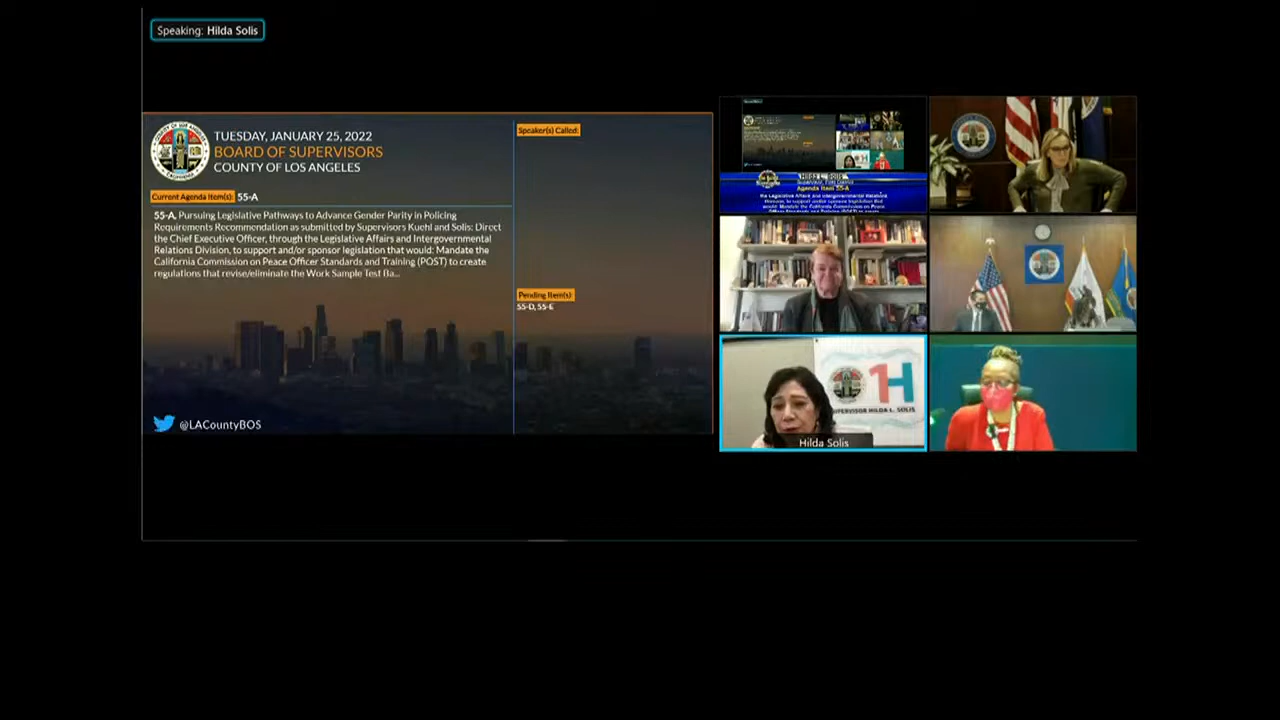 Speaking: Hilda Solis
TUESDAY, JANUARY 25, 2022
BOARD OF SUPERVISORS
COUNTY OF LOS ANGELES
Current Agenda Item(s): 55-A
55-A. Pursuing Legislative Pathways to Advance Gender Parity in Policing
Requirements Recommendation as submitted by Supervisors Kuehl and Solis: Direct
the Chief Executive Officer, through the Legislative Affairs and Intergovernmental
Relations Division, to support and/or sponsor legislation that would: Mandate the
California Commission on Peace Officer Standards and Training (POST) to create
regulations that revise/eliminate the Work Sample Test Ba...
@LACountyBOS
Speaker(s) Called:
Pending Item(s):
55-D, 55-E
Hilda L. Solis
Agenda Item 55-A
1H
SUPERVISOR HILDA L. SOLIS
Hilda Solis